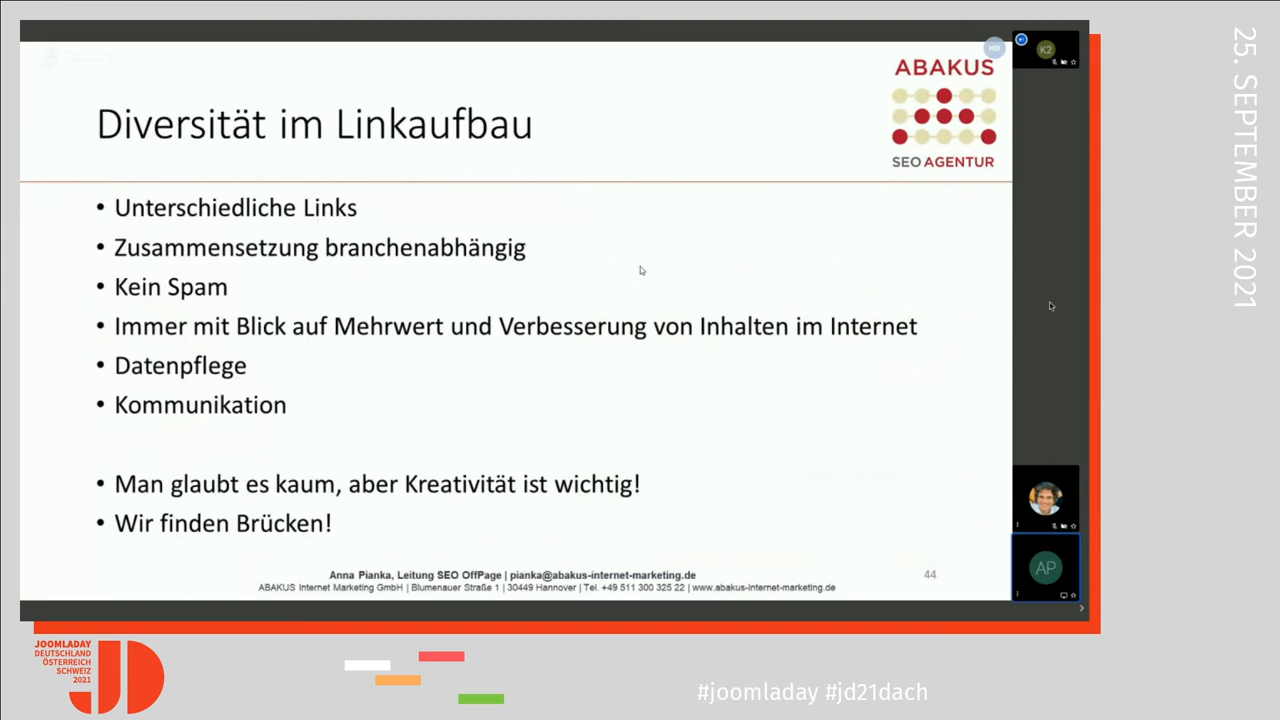 ABAKUS
SEO AGENTUR
HD
K2
Diversität im Linkaufbau
• Unterschiedliche Links
• Zusammensetzung branchenabhängig
• Kein Spam
• Immer mit Blick auf Mehrwert und Verbesserung von Inhalten im Internet
• Datenpflege
• Kommunikation
• Man glaubt es kaum, aber Kreativität ist wichtig!
• Wir finden Brücken!
Anna Pianka, Leitung SEO OffPage | pianka@abakus-internet-marketing.de
44
ABAKUS Internet Marketing GmbH | Blumenauer Straße 1 | 30449 Hannover | Tel. +49 511 300 325 22 | www.abakus-internet-marketing.de
AP
25. SEPTEMBER 2021
JOOMLADAY
DEUTSCHLAND
ÖSTERREICH
SCHWEIZ
2021
JD
#joomladay #jd21dach